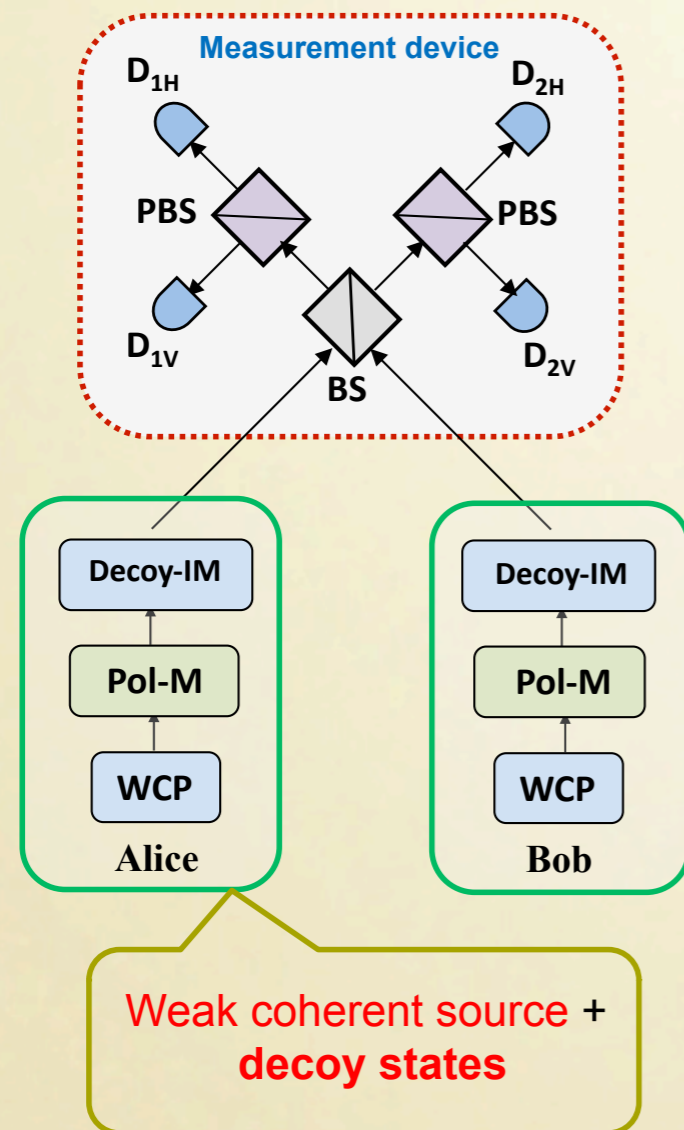 Measurement device
D1H
D2H
PBS
PBS
D1V
D2V
BS
Decoy-IM
Decoy-IM
Pol-M
Pol-M
WCP
WCP
Alice
Bob
Weak coherent source +
decoy states